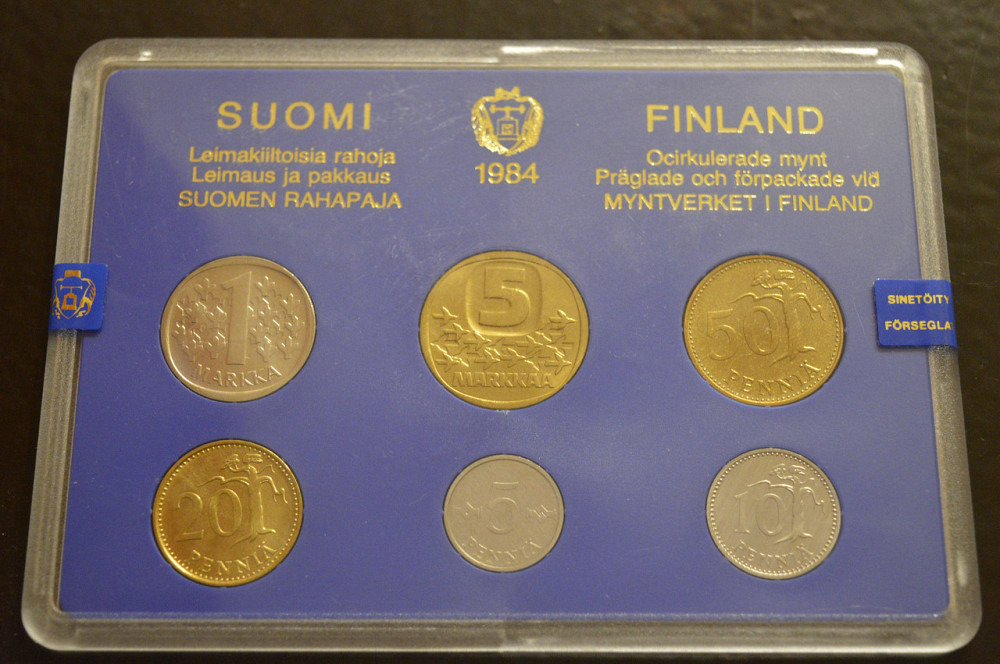 SUOMI
Leimakiiltoisia rahoja
Leimaus ja pakkaus
SUOMEN RAHAPAJA
1984
FINLAND
Ocirkulerade mynt
Präglade och förpackade vid
MYNTVERKET I FINLAND
SINETÖITY
FÖRSEGLA
1
MARKKA
5
MARKKAA
50
PENNIÄ
20
PENNIÄ
5
PENNIÄ
10
PENNIÄ